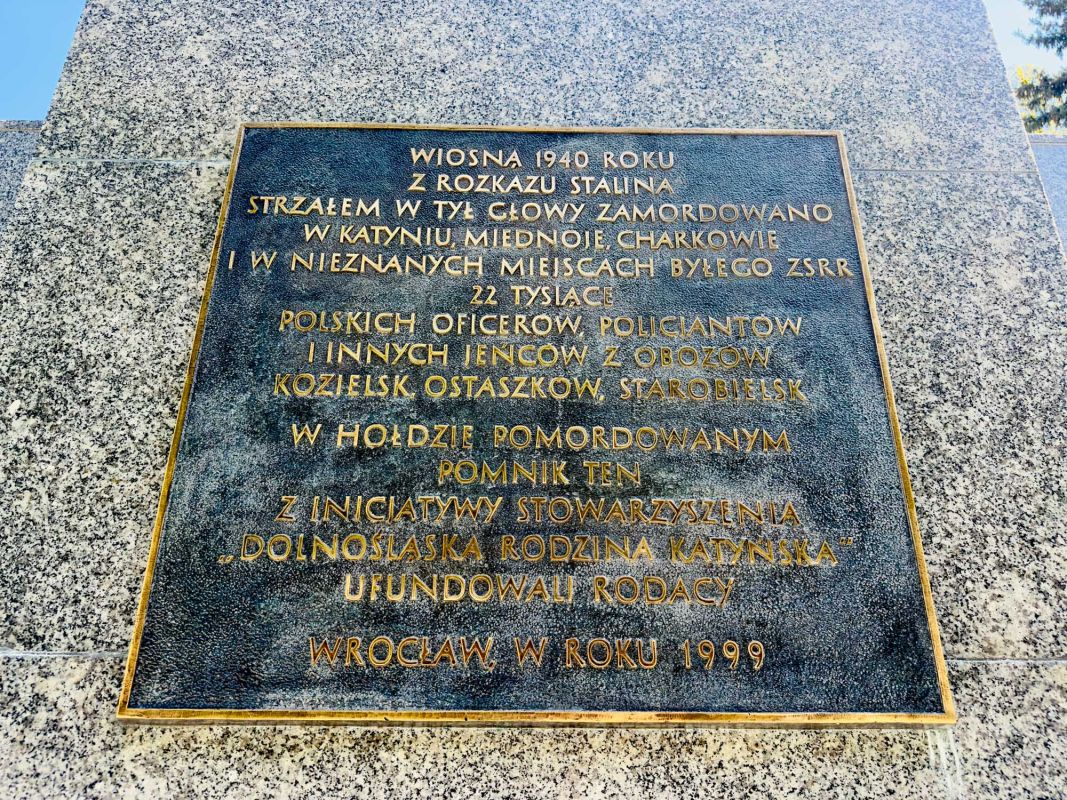 WIOSNĄ 1940 ROKU
Z ROZKAZU STALINA
STRZAŁEM W TYŁ GŁOWY ZAMORDOWANO
W KATYNIU, MIEDNOJE, CHARKOWIE
I W NIEZNANYCH MIEJSCACH BYŁEGO ZSRR
22 TYSIĄCE
POLSKICH OFICERÓW, POLICJANTÓW
I INNYCH JEŃCÓW Z OBOZÓW
KOZIELSK, OSTASZKÓW, STAROBIELSK
W HOŁDZIE POMORDOWANYM
POMNIK TEN
Z INICJATYWY STOWARZYSZENIA
„DOLNOŚLĄSKA RODZINA KATYŃSKA”
UFUNDOWALI RODACY
WROCŁAW, W ROKU 1999